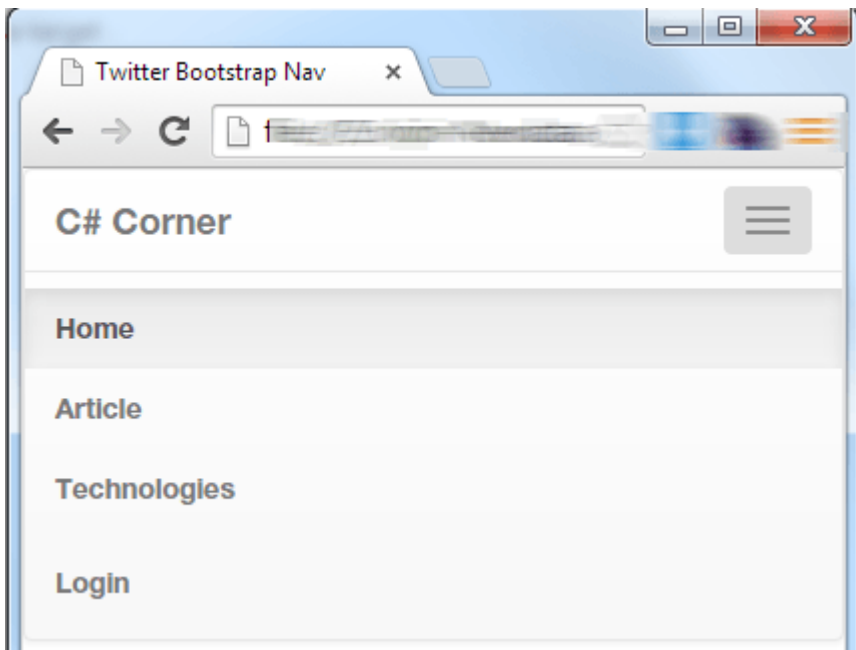 Twitter Bootstrap Nav
C# Corner
Home
Article
Technologies
Login